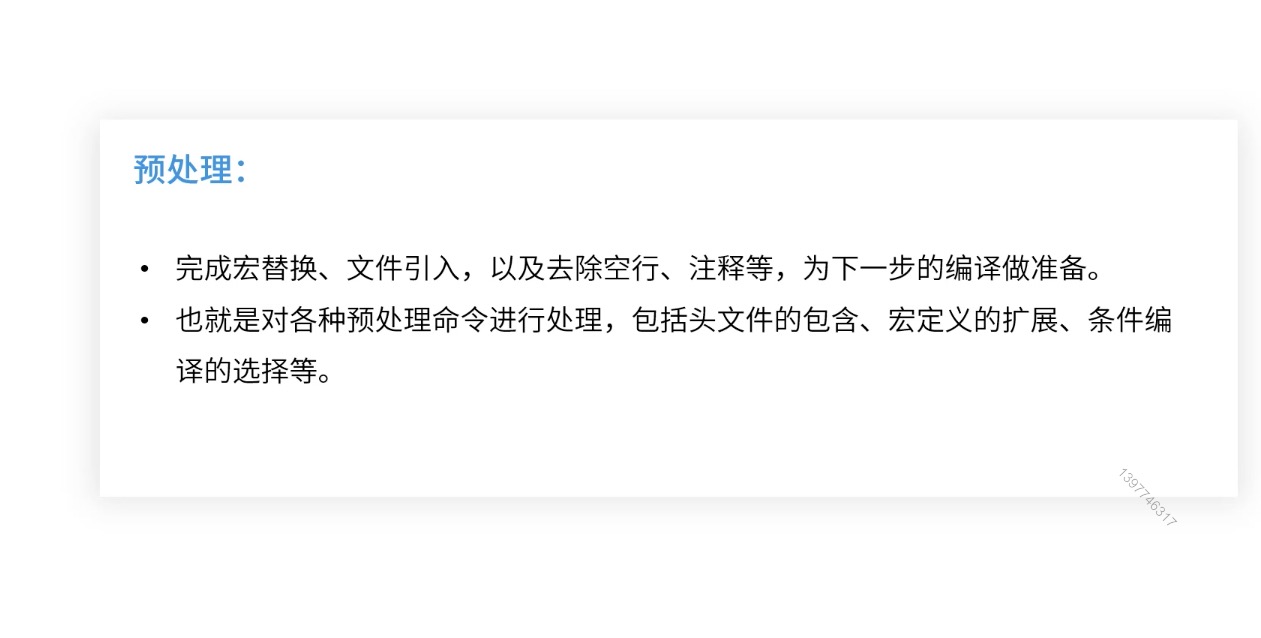 预处理：
• 完成宏替换、文件引入，以及去除空行、注释等，为下一步的编译做准备。
• 也就是对各种预处理命令进行处理，包括头文件的包含、宏定义的扩展、条件编
译的选择等。
1397746317